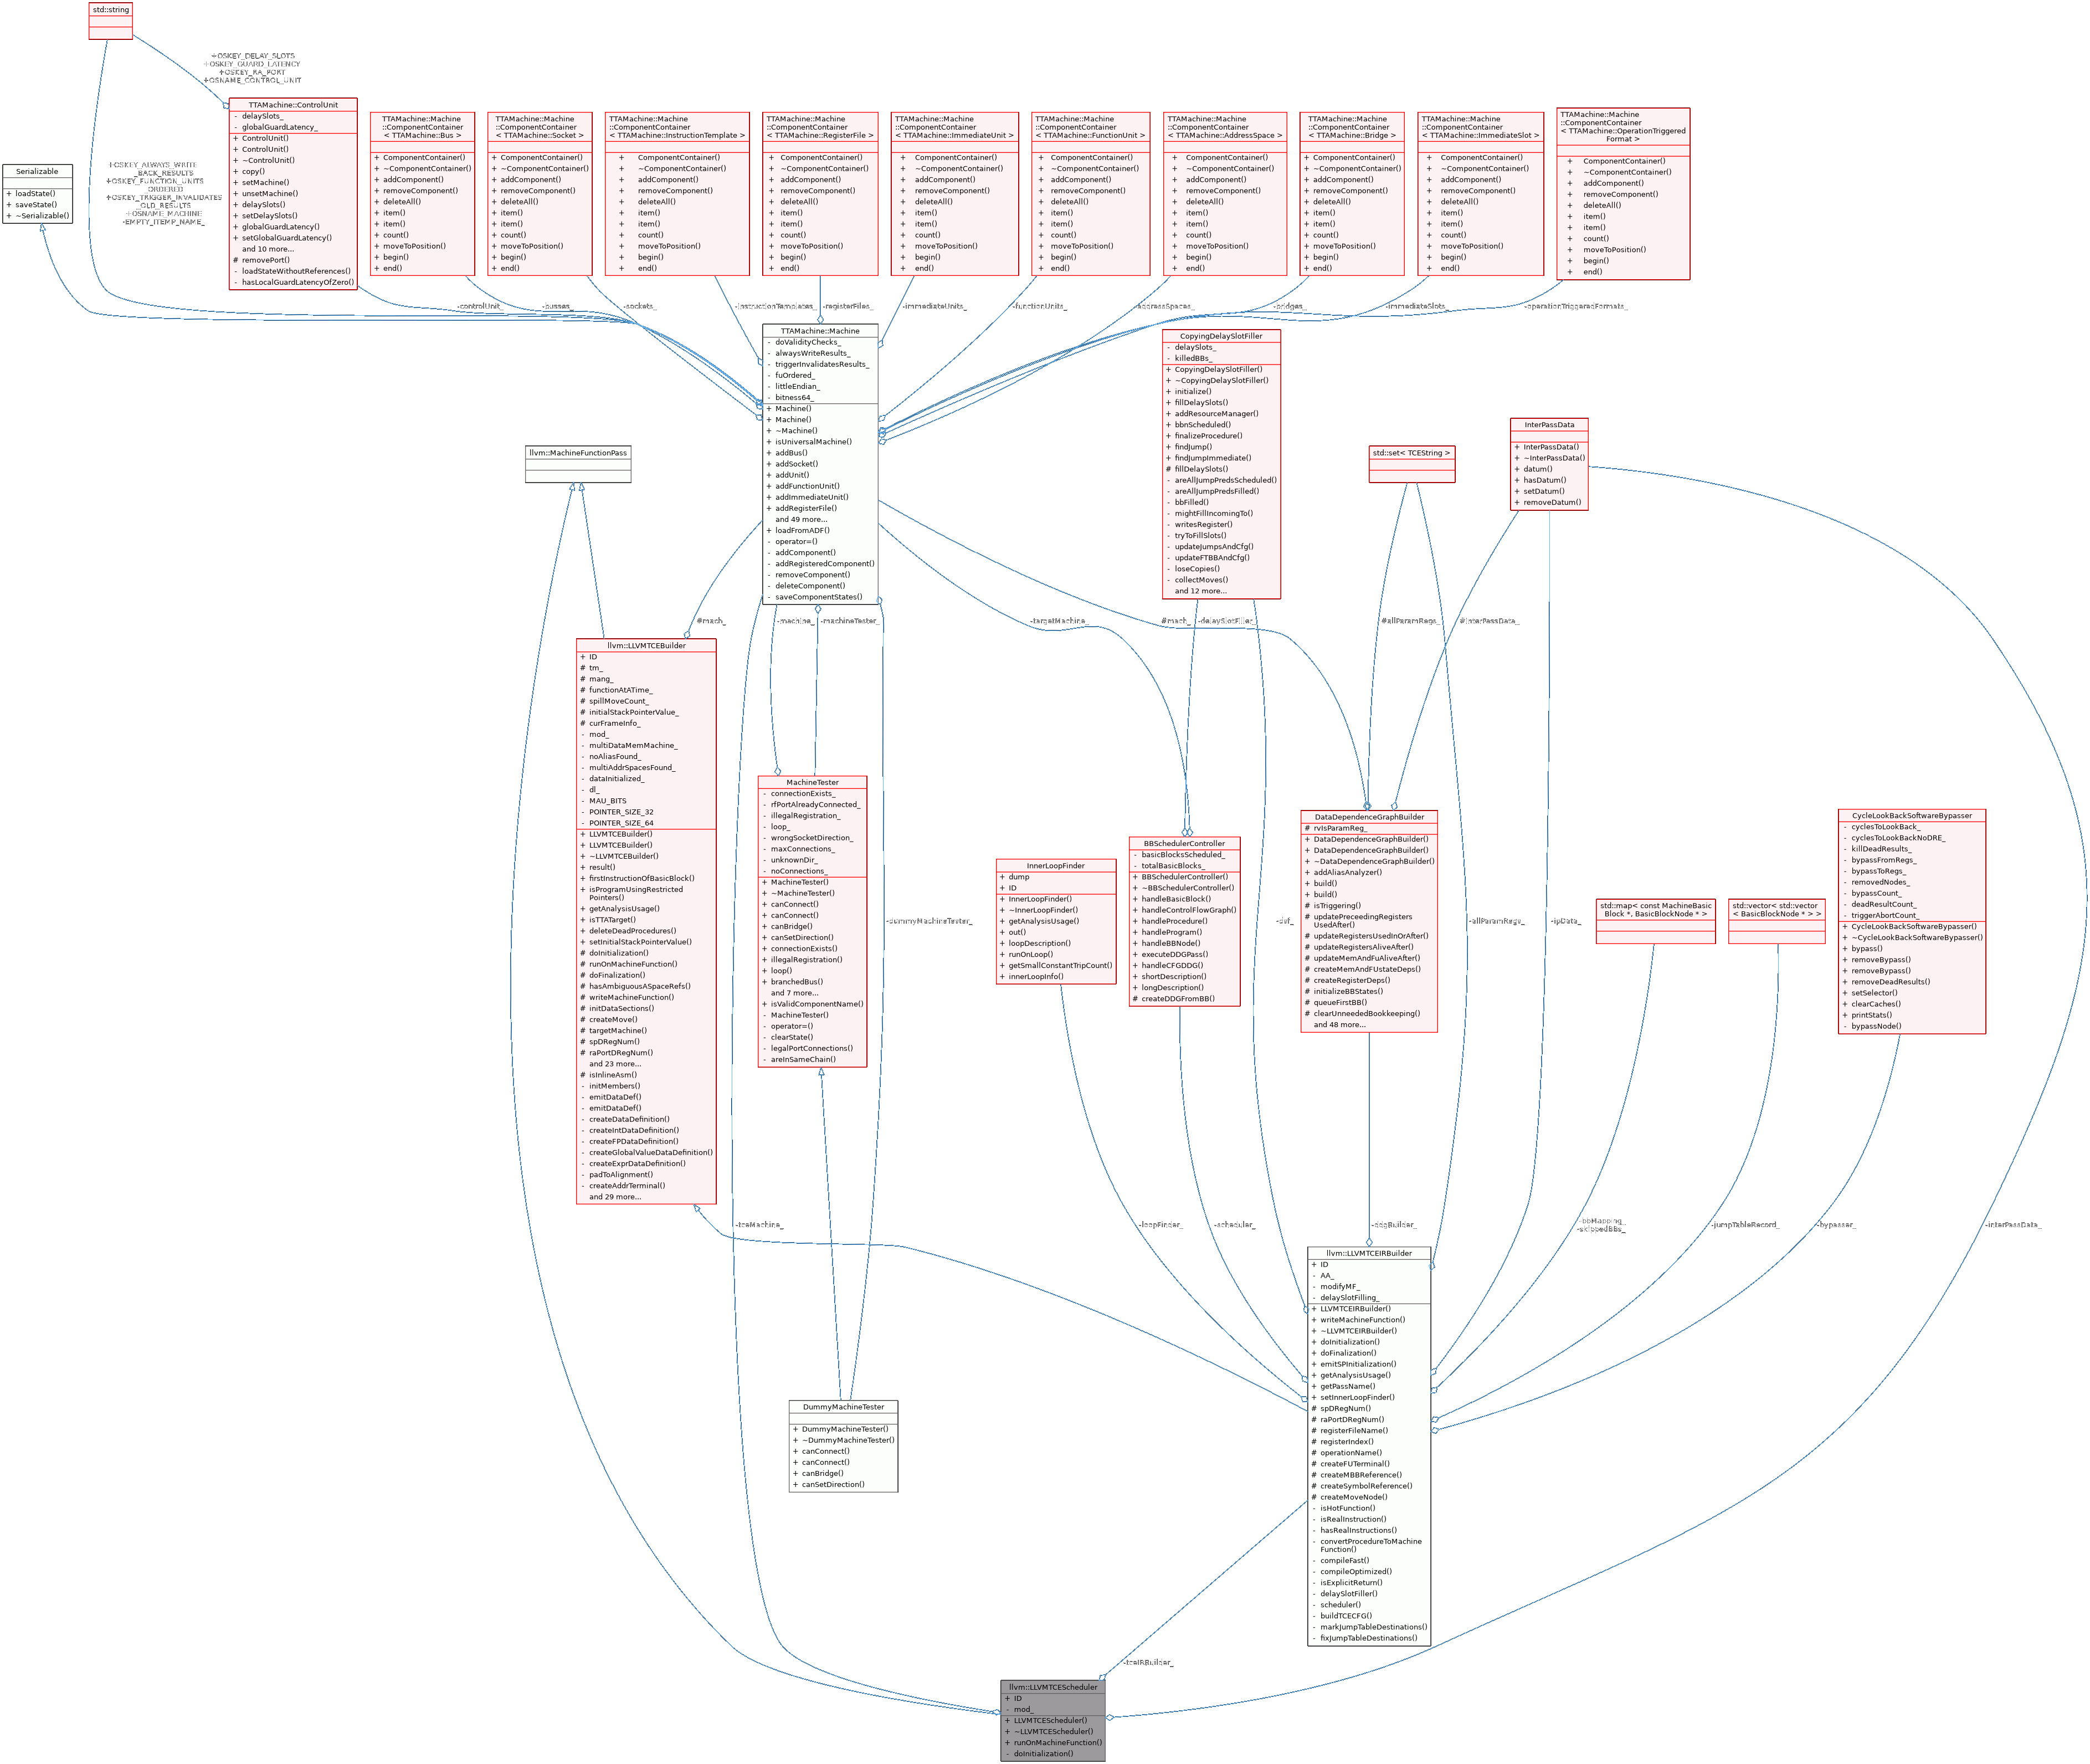 std::string
+OSKEY_DELAY_SLOTS
+OSKEY_GUARD_LATENCY
+OSKEY_RA_PORT
+OSNAME_CONTROL_UNIT
TTAMachine::ControlUnit
- delaySlots_
- globalGuardLatency_
+ ControlUnit()
+ ControlUnit()
+ ~ControlUnit()
+ copy()
+ setMachine()
+ unsetMachine()
+ delaySlots()
+ setDelaySlots()
+ globalGuardLatency()
+ setGlobalGuardLatency()
and 10 more...
# removePort()
- loadStateWithoutReferences()
- hasLocalGuardLatencyOfZero()
TTAMachine::Machine
::ComponentContainer
< TTAMachine::Bus >
+ ComponentContainer()
+ ~ComponentContainer()
+ addComponent()
+ removeComponent()
+ deleteAll()
+ item()
+ item()
+ count()
+ moveToPosition()
+ begin()
+ end()
TTAMachine::Machine
::ComponentContainer
< TTAMachine::Socket >
+ ComponentContainer()
+ ~ComponentContainer()
+ addComponent()
+ removeComponent()
+ deleteAll()
+ item()
+ item()
+ count()
+ moveToPosition()
+ begin()
+ end()
TTAMachine::Machine
::ComponentContainer
< TTAMachine::InstructionTemplate >
+ ComponentContainer()
+ ~ComponentContainer()
+ addComponent()
+ removeComponent()
+ deleteAll()
+ item()
+ item()
+ count()
+ moveToPosition()
+ begin()
+ end()
TTAMachine::Machine
::ComponentContainer
< TTAMachine::RegisterFile >
+ ComponentContainer()
+ ~ComponentContainer()
+ addComponent()
+ removeComponent()
+ deleteAll()
+ item()
+ item()
+ count()
+ moveToPosition()
+ begin()
+ end()
TTAMachine::Machine
::ComponentContainer
< TTAMachine::ImmediateUnit >
+ ComponentContainer()
+ ~ComponentContainer()
+ addComponent()
+ removeComponent()
+ deleteAll()
+ item()
+ item()
+ count()
+ moveToPosition()
+ begin()
+ end()
TTAMachine::Machine
::ComponentContainer
< TTAMachine::FunctionUnit >
+ ComponentContainer()
+ ~ComponentContainer()
+ addComponent()
+ removeComponent()
+ deleteAll()
+ item()
+ item()
+ count()
+ moveToPosition()
+ begin()
+ end()
TTAMachine::Machine
::ComponentContainer
< TTAMachine::AddressSpace >
+ ComponentContainer()
+ ~ComponentContainer()
+ addComponent()
+ removeComponent()
+ deleteAll()
+ item()
+ item()
+ count()
+ moveToPosition()
+ begin()
+ end()
TTAMachine::Machine
::ComponentContainer
< TTAMachine::Bridge >
+ ComponentContainer()
+ ~ComponentContainer()
+ addComponent()
+ removeComponent()
+ deleteAll()
+ item()
+ item()
+ count()
+ moveToPosition()
+ begin()
+ end()
TTAMachine::Machine
::ComponentContainer
< TTAMachine::ImmediateSlot >
+ ComponentContainer()
+ ~ComponentContainer()
+ addComponent()
+ removeComponent()
+ deleteAll()
+ item()
+ item()
+ count()
+ moveToPosition()
+ begin()
+ end()
TTAMachine::Machine
::ComponentContainer
< TTAMachine::OperationTriggered
Format >
+ ComponentContainer()
+ ~ComponentContainer()
+ addComponent()
+ removeComponent()
+ deleteAll()
+ item()
+ item()
+ count()
+ moveToPosition()
+ begin()
+ end()
Serializable
+ loadState()
+ saveState()
+ ~Serializable()
+OSKEY_ALWAYS_WRITE
_BACK_RESULTS
+OSKEY_FUNCTION_UNITS
_ORDERED
+OSKEY_TRIGGER_INVALIDATES
_OLD_RESULTS
+OSNAME_MACHINE
-EMPTY_ITEMP_NAME_
-controlUnit_
-busses_
-sockets_
-instructionTemplates_
-registerFiles_
-immediateUnits_
-functionUnits_
-addressSpaces_
-bridges_
-immediateSlots_
-operationTriggeredFormats_
TTAMachine::Machine
- doValidityChecks_
- alwaysWriteResults_
- triggerInvalidatesResults_
- fuOrdered_
- littleEndian_
- bitness64_
+ Machine()
+ Machine()
+ ~Machine()
+ isUniversalMachine()
+ addBus()
+ addSocket()
+ addUnit()
+ addFunctionUnit()
+ addImmediateUnit()
+ addRegisterFile()
and 49 more...
+ loadFromADF()
- operator=()
- addComponent()
- addRegisteredComponent()
- removeComponent()
- deleteComponent()
- saveComponentStates()
CopyingDelaySlotFiller
- delaySlots_
- killedBBs_
+ CopyingDelaySlotFiller()
+ ~CopyingDelaySlotFiller()
+ initialize()
+ fillDelaySlots()
+ addResourceManager()
+ bbnScheduled()
+ finalizeProcedure()
+ findJump()
+ findJumpImmediate()
# fillDelaySlots()
- areAllJumpPredsScheduled()
- areAllJumpPredsFilled()
- bbFilled()
- mightFillIncomingTo()
- writesRegister()
- tryToFillSlots()
- updateJumpsAndCfg()
- updateFTBBAndCfg()
- loseCopies()
- collectMoves()
and 12 more...
llvm::MachineFunctionPass
std::set< TCEString >
InterPassData
+ InterPassData()
+ ~InterPassData()
+ datum()
+ hasDatum()
+ setDatum()
+ removeDatum()
#mach_
-machine_
-machineTester_
-targetMachine_
#mach_
-delaySlotFiller_
#allParamRegs_
#interPassData_
llvm::LLVMTCEBuilder
+ ID
# tm_
# mang_
# functionAtATime_
# spillMoveCount_
# initialStackPointerValue_
# curFrameInfo_
- mod_
- multiDataMemMachine_
- noAliasFound_
- multiAddrSpacesFound_
- dataInitialized_
- dl_
- MAU_BITS
- POINTER_SIZE_32
- POINTER_SIZE_64
+ LLVMTCEBuilder()
+ LLVMTCEBuilder()
+ ~LLVMTCEBuilder()
+ result()
+ firstInstructionOfBasicBlock()
+ isProgramUsingRestricted
Pointers()
+ getAnalysisUsage()
+ isTTATarget()
+ deleteDeadProcedures()
+ setInitialStackPointerValue()
# doInitialization()
# runOnMachineFunction()
# doFinalization()
# hasAmbiguousASpaceRefs()
# writeMachineFunction()
# initDataSections()
# createMove()
# targetMachine()
# spDRegNum()
# raPortDRegNum()
and 23 more...
# isInlineAsm()
- initMembers()
- emitDataDef()
- emitDataDef()
- createDataDefinition()
- createIntDataDefinition()
- createFPDataDefinition()
- createGlobalValueDataDefinition()
- createExprDataDefinition()
- padToAlignment()
- createAddrTerminal()
and 29 more...
MachineTester
- connectionExists_
- rfPortAlreadyConnected_
- illegalRegistration_
- loop_
- wrongSocketDirection_
- maxConnections_
- unknownDir_
- noConnections_
+ MachineTester()
+ ~MachineTester()
+ canConnect()
+ canConnect()
+ canBridge()
+ canSetDirection()
+ connectionExists()
+ illegalRegistration()
+ loop()
+ branchedBus()
and 7 more...
+ isValidComponentName()
- MachineTester()
- operator=()
- clearState()
- legalPortConnections()
- areInSameChain()
-dummyMachineTester_
InnerLoopFinder
+ dump
+ ID
+ InnerLoopFinder()
+ ~InnerLoopFinder()
+ getAnalysisUsage()
+ out()
+ loopDescription()
+ runOnLoop()
+ getSmallConstantTripCount()
+ innerLoopInfo()
BBSchedulerController
- basicBlocksScheduled_
- totalBasicBlocks_
+ BBSchedulerController()
+ ~BBSchedulerController()
+ handleBasicBlock()
+ handleControlFlowGraph()
+ handleProcedure()
+ handleProgram()
+ handleBBNode()
+ executeDDGPass()
+ handleCFGDDG()
+ shortDescription()
+ longDescription()
# createDDGFromBB()
-dsf_
DataDependenceGraphBuilder
# rvIsParamReg_
+ DataDependenceGraphBuilder()
+ DataDependenceGraphBuilder()
+ ~DataDependenceGraphBuilder()
+ addAliasAnalyzer()
+ build()
+ build()
# isTriggering()
# updatePreceedingRegisters
UsedAfter()
# updateRegistersUsedInOrAfter()
# updateRegistersAliveAfter()
# updateMemAndFuAliveAfter()
# createMemAndFUstateDeps()
# createRegisterDeps()
# initializeBBStates()
# queueFirstBB()
# clearUnneededBookkeeping()
and 48 more...
-allParamRegs_
-ipData_
std::map< const MachineBasic
Block *, BasicBlockNode * >
std::vector< std::vector
< BasicBlockNode * > >
CycleLookBackSoftwareBypasser
- cyclesToLookBack_
- cyclesToLookBackNoDRE_
- killDeadResults_
- bypassFromRegs_
- bypassToRegs_
- removedNodes_
- bypassCount_
- deadResultCount_
- triggerAbortCount_
+ CycleLookBackSoftwareBypasser()
+ ~CycleLookBackSoftwareBypasser()
+ bypass()
+ removeBypass()
+ removeBypass()
+ removeDeadResults()
+ setSelector()
+ clearCaches()
+ printStats()
- bypassNode()
-tceMachine_
-loopFinder_
-scheduler_
-ddgBuilder_
-bbMapping_
-skippedBBs_
-jumpTableRecord_
-bypasser_
-interPassData_
llvm::LLVMTCEIRBuilder
+ ID
- AA_
- modifyMF_
- delaySlotFilling_
+ LLVMTCEIRBuilder()
+ writeMachineFunction()
+ ~LLVMTCEIRBuilder()
+ doInitialization()
+ doFinalization()
+ emitSPInitialization()
+ getAnalysisUsage()
+ getPassName()
+ setInnerLoopFinder()
# spDRegNum()
# raPortDRegNum()
# registerFileName()
# registerIndex()
# operationName()
# createFUTerminal()
# createMBBReference()
# createSymbolReference()
# createMoveNode()
- isHotFunction()
- isRealInstruction()
- hasRealInstructions()
- convertProcedureToMachine
Function()
- compileFast()
- compileOptimized()
- isExplicitReturn()
- delaySlotFiller()
- scheduler()
- buildTCECFG()
- markJumpTableDestinations()
- fixJumpTableDestinations()
DummyMachineTester
+ DummyMachineTester()
+ ~DummyMachineTester()
+ canConnect()
+ canConnect()
+ canBridge()
+ canSetDirection()
-tceIRBuilder_
llvm::LLVMTCEScheduler
+ ID
- mod_
+ LLVMTCEScheduler()
+ ~LLVMTCEScheduler()
+ runOnMachineFunction()
- doInitialization()